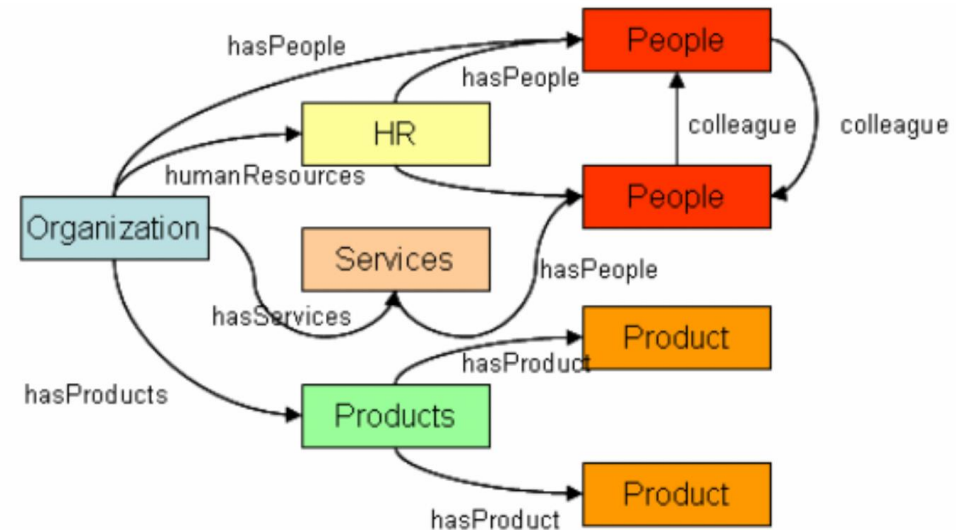 People
hasPeople
hasPeople
HR
colleague
colleague
humanResources
People
Organization
Services
hasPeople
hasServices
Product
hasProduct
hasProducts
Products
Product
hasProduct